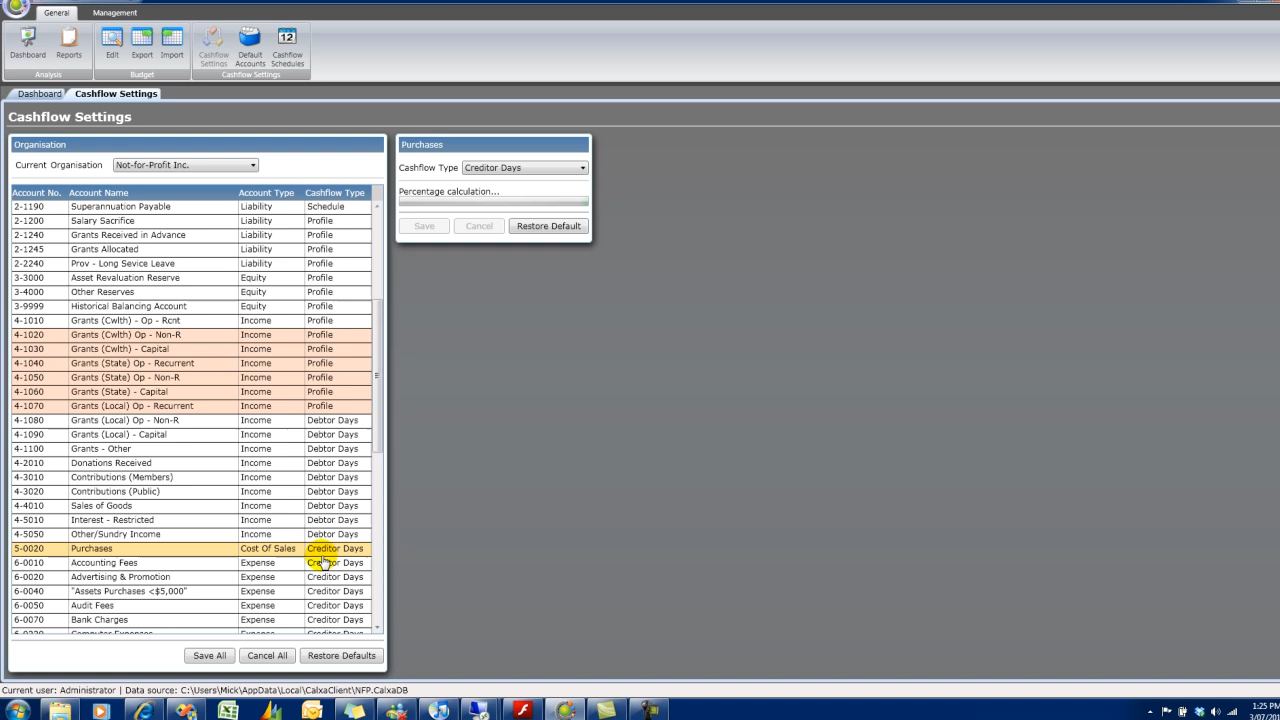 General Management
Dashboard Reports Edit Export Import Cashflow Settings Default Accounts Cashflow Schedules
12
Analysis Budget Cashflow Settings
Dashboard Cashflow Settings
Cashflow Settings
Organisation
Current Organisation Not-for-Profit Inc.
Account No. Account Name Account Type Cashflow Type
2-1190 Superannuation Payable Liability Schedule
2-1200 Salary Sacrifice Liability Profile
2-1240 Grants Received in Advance Liability Profile
2-1245 Grants Allocated Liability Profile
2-2240 Prov - Long Sevice Leave Liability Profile
3-3000 Asset Revaluation Reserve Equity Profile
3-4000 Other Reserves Equity Profile
3-9999 Historical Balancing Account Equity Profile
4-1010 Grants (Cwlth) - Op - Rcnt Income Profile
4-1020 Grants (Cwlth) Op - Non-R Income Profile
4-1030 Grants (Cwlth) - Capital Income Profile
4-1040 Grants (State) Op - Recurrent Income Profile
4-1050 Grants (State) Op - Non-R Income Profile
4-1060 Grants (State) - Capital Income Profile
4-1070 Grants (Local) Op - Recurrent Income Profile
4-1080 Grants (Local) Op - Non-R Income Debtor Days
4-1090 Grants (Local) - Capital Income Debtor Days
4-1100 Grants - Other Income Debtor Days
4-2010 Donations Received Income Debtor Days
4-3010 Contributions (Members) Income Debtor Days
4-3020 Contributions (Public) Income Debtor Days
4-4010 Sales of Goods Income Debtor Days
4-5010 Interest - Restricted Income Debtor Days
4-5050 Other/Sundry Income Income Debtor Days
5-0020 Purchases Cost Of Sales Creditor Days
6-0010 Accounting Fees Expense Creditor Days
6-0020 Advertising & Promotion Expense Creditor Days
6-0040 "Assets Purchases <$5,000" Expense Creditor Days
6-0050 Audit Fees Expense Creditor Days
6-0070 Bank Charges Expense Creditor Days
Computer Expenses Expense Creditor Days
Save All Cancel All Restore Defaults
Purchases
Cashflow Type Creditor Days
Percentage calculation...
Save Cancel Restore Default
Current user: Administrator | Data source: C:\Users\Mick\AppData\Local\CalxaClient\NFP.CalxaDB
1:25 PM